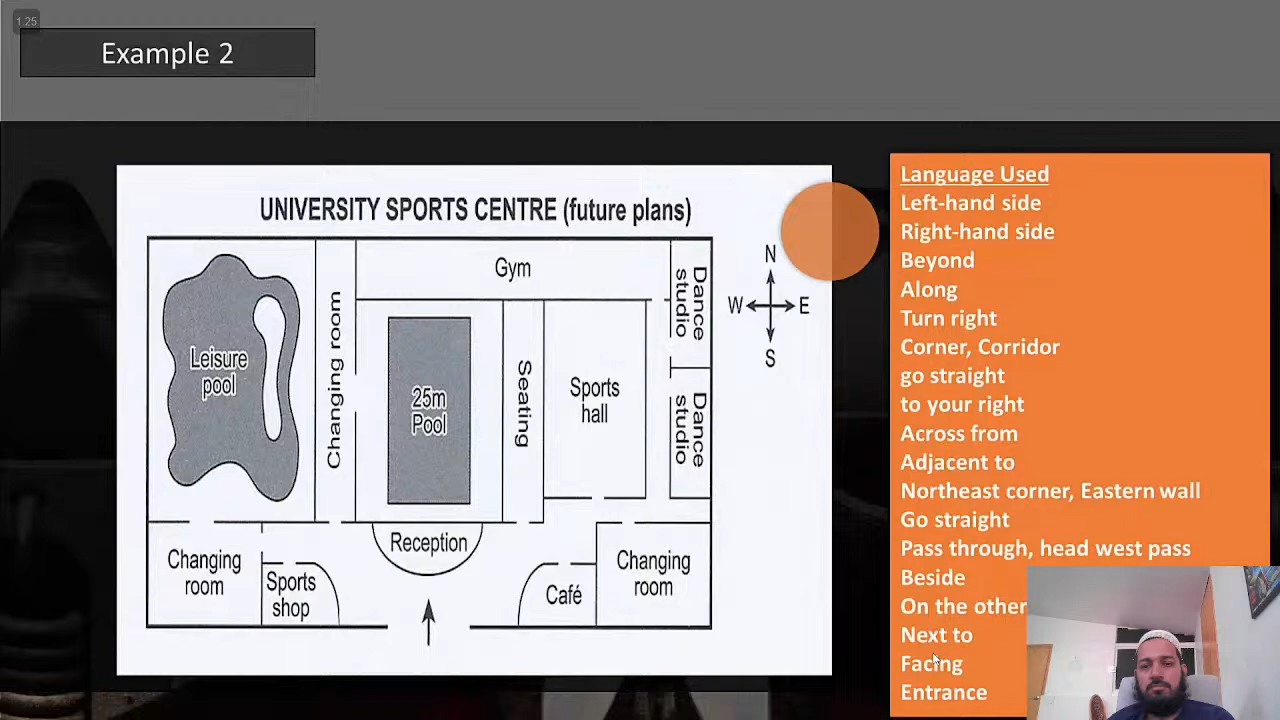 1.25
Example 2
UNIVERSITY SPORTS CENTRE (future plans)
Gym
Dance
studio
N
W
E
S
Leisure
pool
Changing room
25m
Pool
Seating
Sports
hall
Dance
studio
Reception
Changing
room
Sports
shop
Café
Changing
room
Language Used
Left-hand side
Right-hand side
Beyond
Along
Turn right
Corner, Corridor
go straight
to your right
Across from
Adjacent to
Northeast corner, Eastern wall
Go straight
Pass through, head west pass
Beside
On the other
Next to
Facing
Entrance